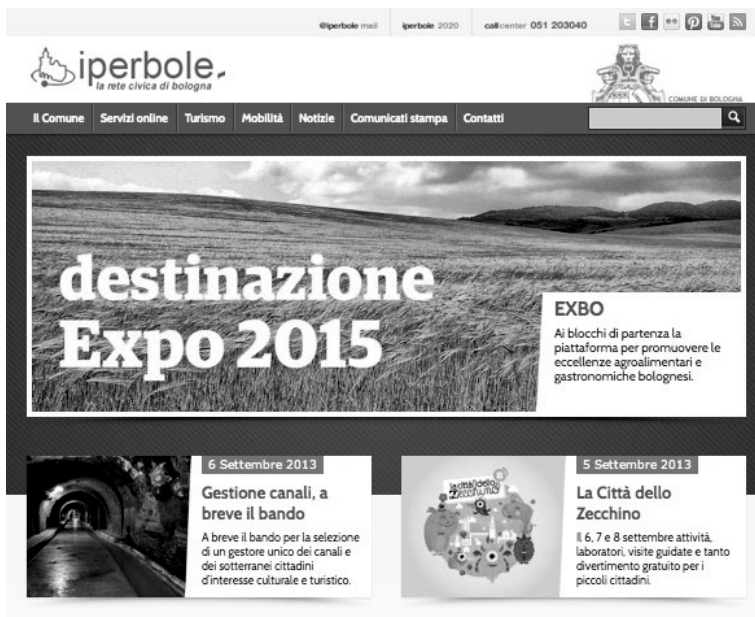 @iperbole mail
iperbole 2020
callcenter 051 203040
iperbole
la rete civica di bologna
COMUNE DI BOLOGNA
Il Comune
Servizi online
Turismo
Mobilità
Notizie
Comunicati stampa
Contatti
destinazione
Expo 2015
EXBO
Ai blocchi di partenza la
piattaforma per promuovere le
eccellenze agroalimentari e
gastronomiche bolognesi.
6 Settembre 2013
Gestione canali, a
breve il bando
A breve il bando per la selezione
di un gestore unico dei canali e
dei sotterranei cittadini
d'interesse culturale e turistico.
la città dello
Zecchino
5 Settembre 2013
La Città dello
Zecchino
Il 6, 7 e 8 settembre attività,
laboratori, visite guidate e tanto
divertimento gratuito per i
piccoli cittadini.